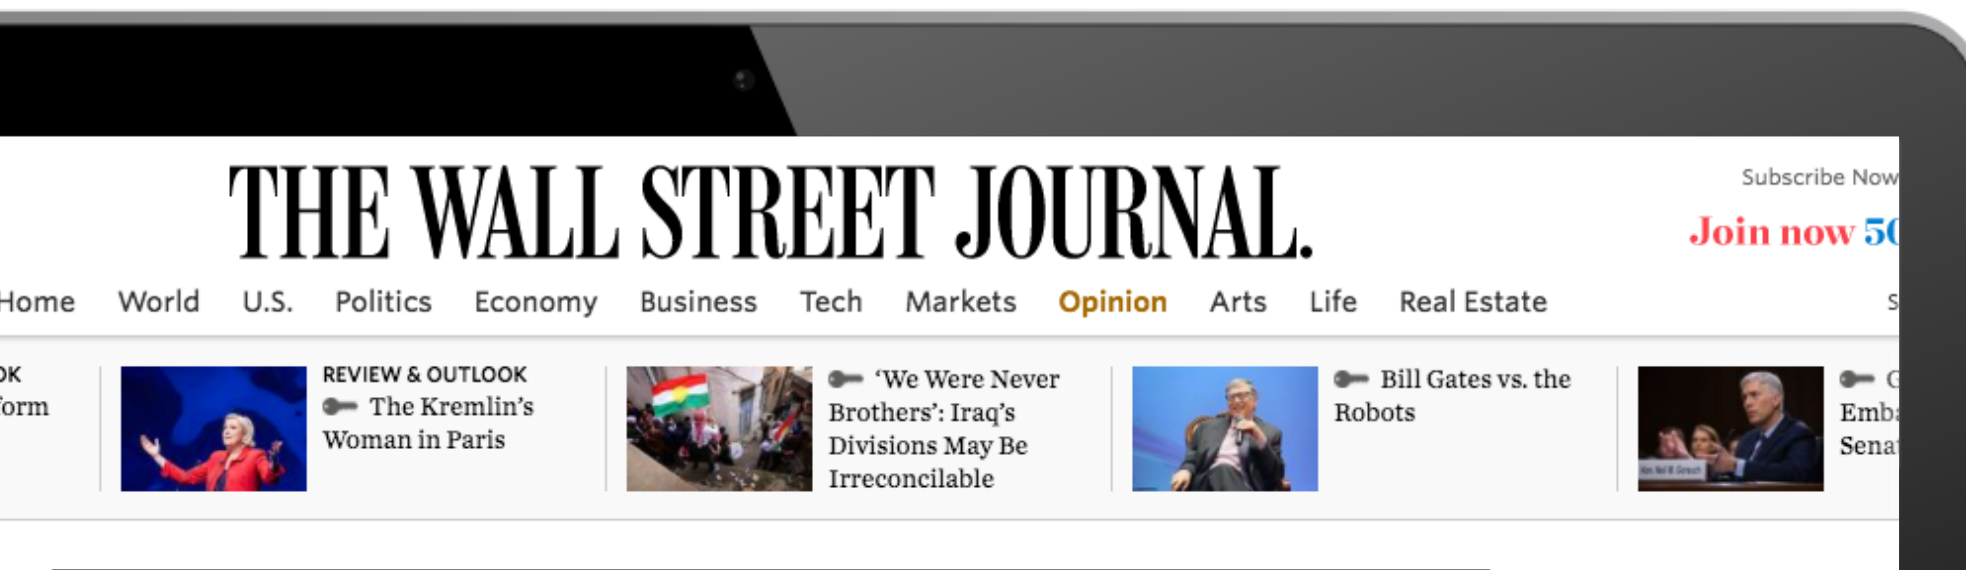 THE WALL STREET JOURNAL.
Subscribe Now
Join now 50
Home World U.S. Politics Economy Business Tech Markets Opinion Arts Life Real Estate
REVIEW & OUTLOOK
The Kremlin’s
Woman in Paris
‘We Were Never
Brothers’: Iraq’s
Divisions May Be
Irreconcilable
Bill Gates vs. the
Robots